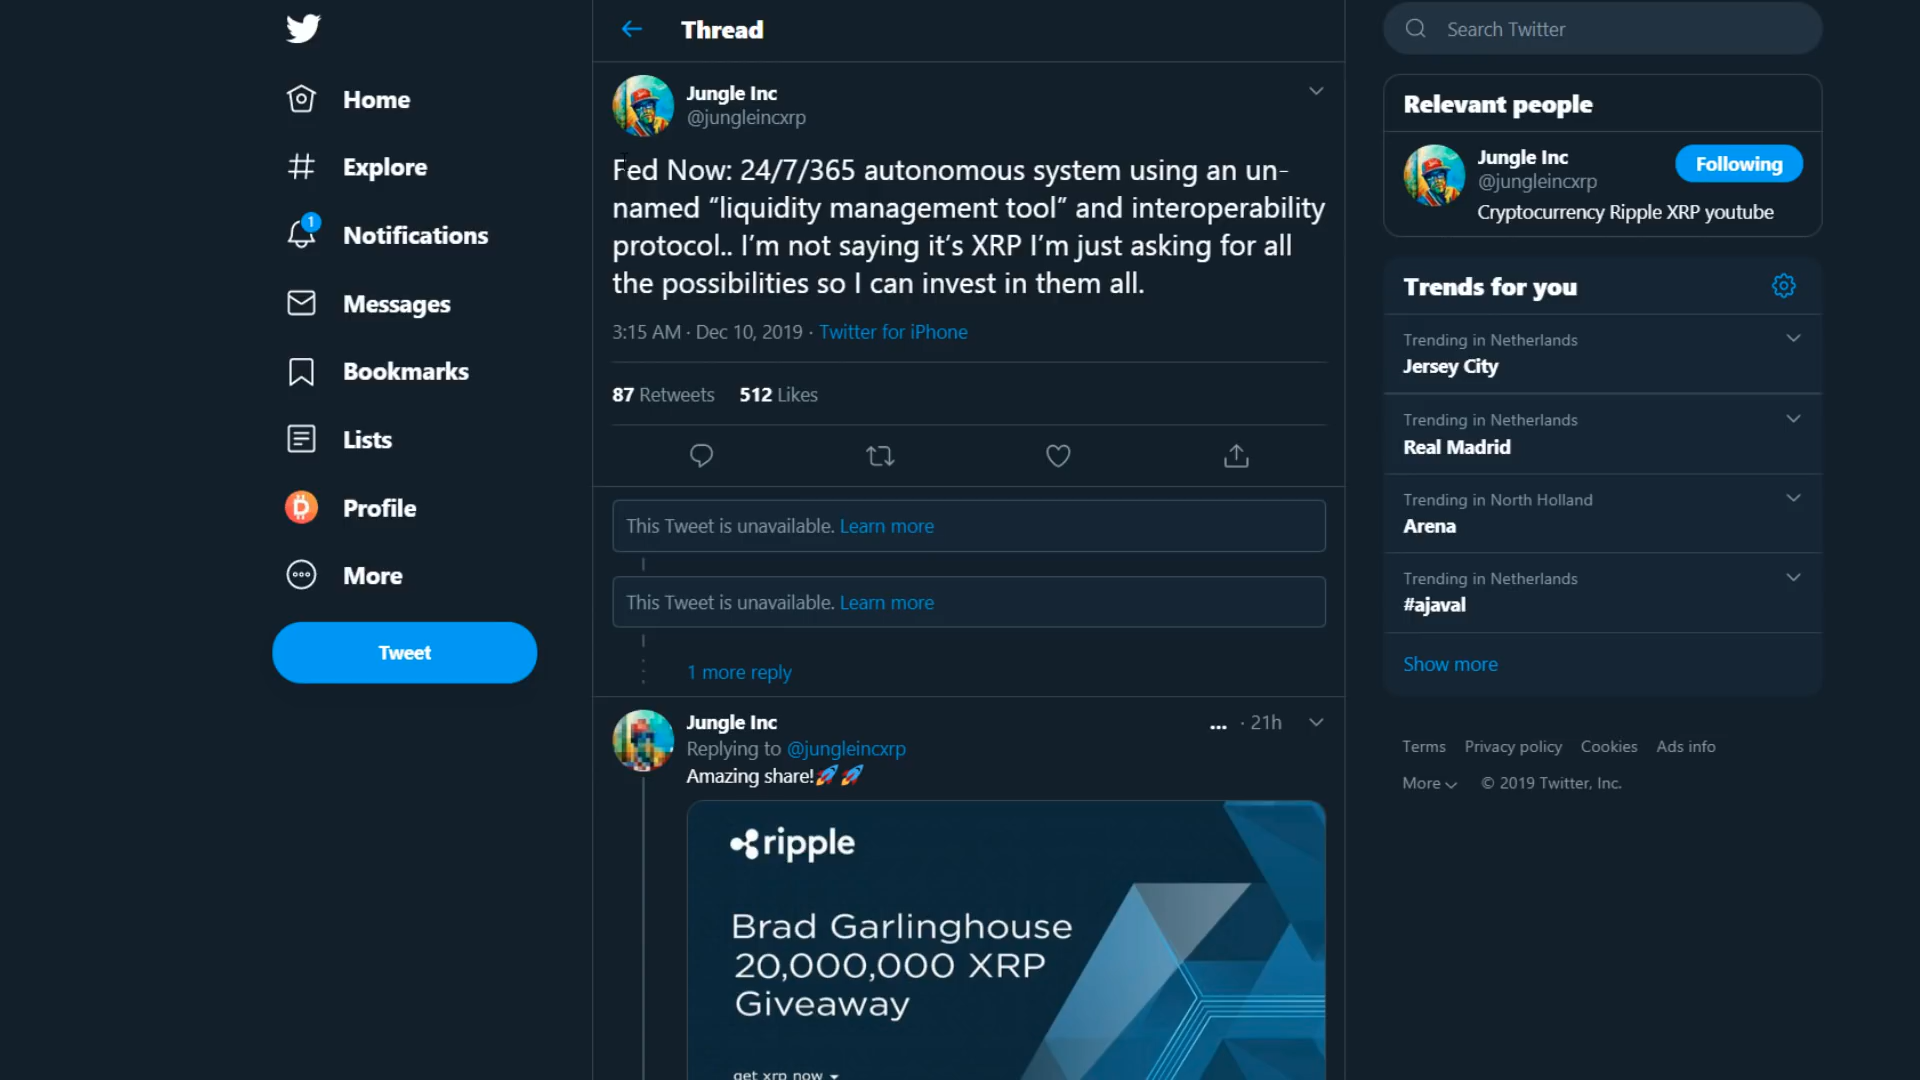 Home
Explore
1
Notifications
Messages
Bookmarks
Lists
Profile
More
Tweet
Thread
Jungle Inc
@jungleincxrp
Fed Now: 24/7/365 autonomous system using an un-
named “liquidity management tool” and interoperability
protocol.. I’m not saying it’s XRP I’m just asking for all
the possibilities so I can invest in them all.
3:15 AM · Dec 10, 2019 · Twitter for iPhone
87 Retweets 512 Likes
This Tweet is unavailable. Learn more
This Tweet is unavailable. Learn more
1 more reply
Jungle Inc ... · 21h
Replying to @jungleincxrp
Amazing share!🚀🚀
ripple
Brad Garlinghouse
20,000,000 XRP
Giveaway
get xrp now
Search Twitter
Relevant people
Jungle Inc
@jungleincxrp
Following
Cryptocurrency Ripple XRP youtube
Trends for you
Trending in Netherlands
Jersey City
Trending in Netherlands
Real Madrid
Trending in North Holland
Arena
Trending in Netherlands
#ajaval
Show more
Terms Privacy policy Cookies Ads info
More © 2019 Twitter, Inc.